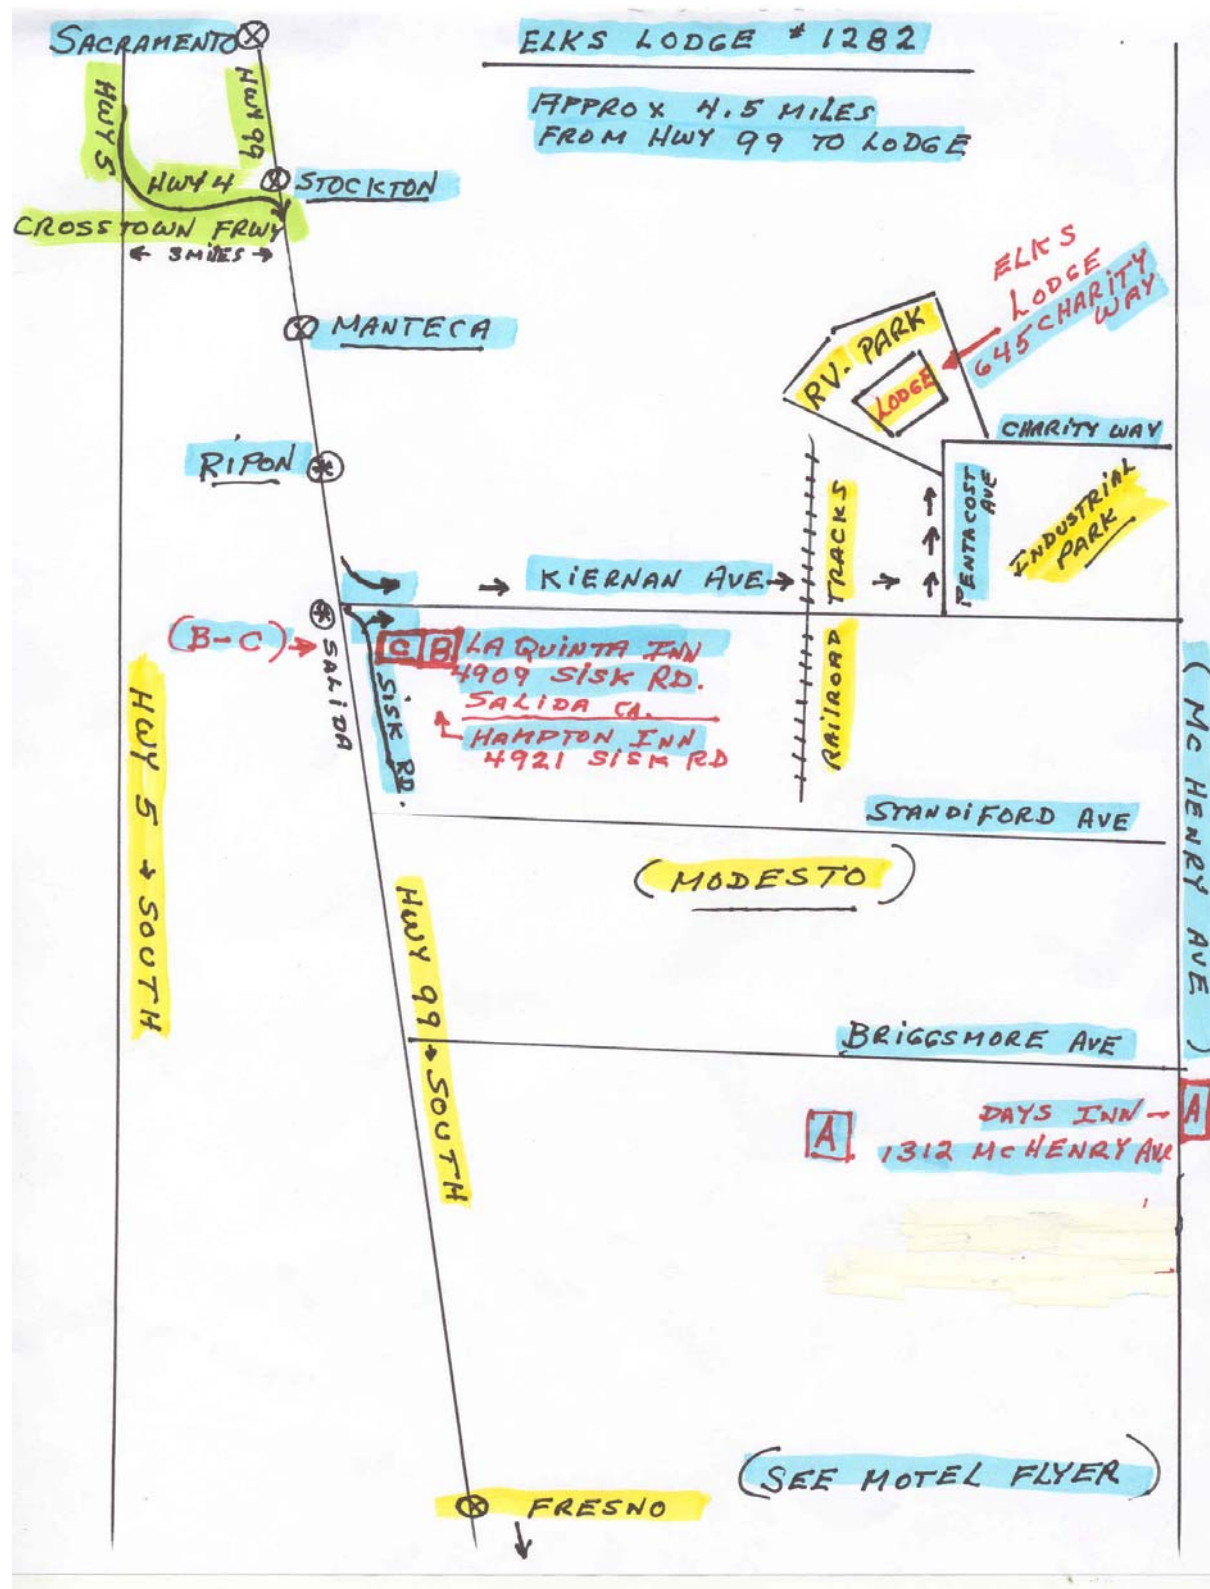 SACRAMENTO
ELKS LODGE #1282
HWY 5
HWY 99
APPROX 4.5 MILES
FROM HWY 99 TO LODGE
HWY 4
STOCKTON
CROSSTOWN FRWY
← 3 MILES →
ELKS
LODGE
645 CHARITY
WAY
MANTECA
RV. PARK
LODGE
CHARITY WAY
RIPON
PENTACOST
AVE
INDUSTRIAL
PARK
RAILROAD TRACKS
KIERNAN AVE
(B-C)
SALIDA
SISK RD.
C B LA QUINTA INN
4909 SISK RD.
SALIDA CA.
HAMPTON INN
4921 SISK RD
HWY 5 → SOUTH
(MC HENRY AVE)
STANDIFORD AVE
(MODESTO)
HWY 99 → SOUTH
BRIGGSMORE AVE
A DAYS INN - A
1312 MCHENRY AVE
(SEE MOTEL FLYER)
FRESNO